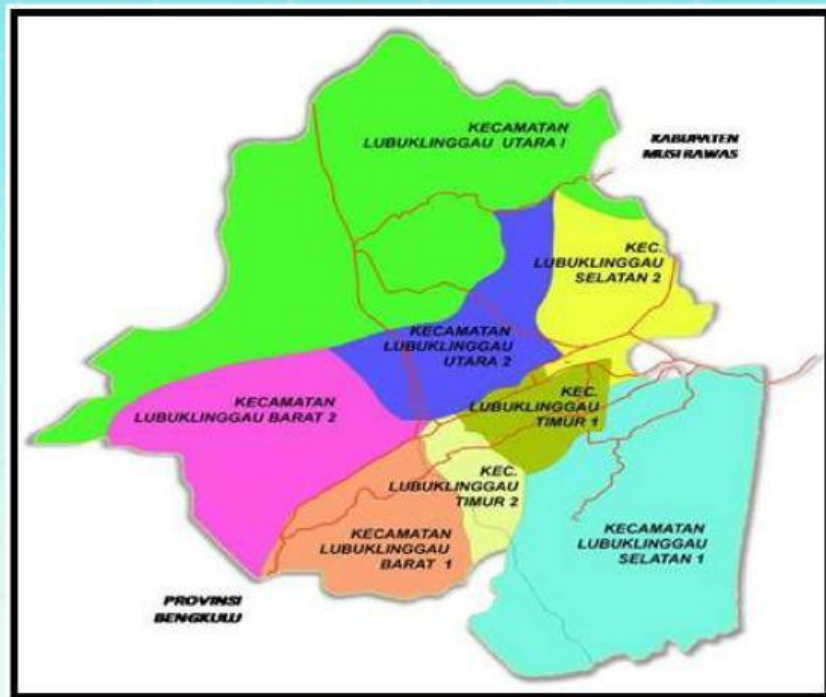 KECAMATAN
LUBUKLINGGAU UTARA I
KABUPATEN
MUSI RAWAS
KEC.
LUBUKLINGGAU
SELATAN 2
KECAMATAN
LUBUKLINGGAU
UTARA 2
KECAMATAN
LUBUKLINGGAU BARAT 2
KEC.
LUBUKLINGGAU
TIMUR 1
KEC.
LUBUKLINGGAU
TIMUR 2
KECAMATAN
LUBUKLINGGAU
BARAT 1
KECAMATAN
LUBUKLINGGAU
SELATAN 1
PROVINSI
BENGKULU